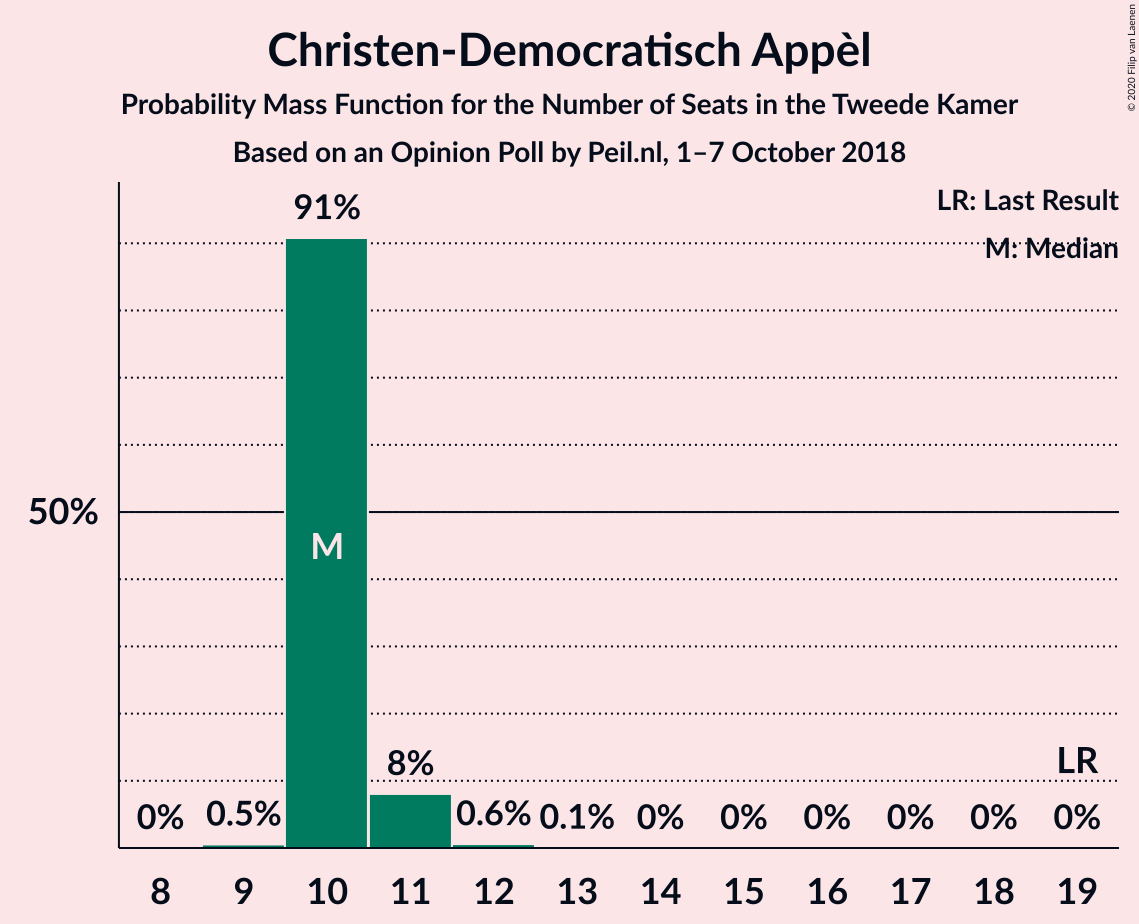 Christen-Democratisch Appèl
Probability Mass Function for the Number of Seats in the Tweede Kamer
Based on an Opinion Poll by Peil.nl, 1–7 October 2018
© 2020 Filip van Laenen
LR: Last Result
M: Median
91%
50%
M
8%
LR
0% 0.5% 0.6% 0.1% 0% 0% 0% 0% 0% 0%
8 9 10 11 12 13 14 15 16 17 18 19